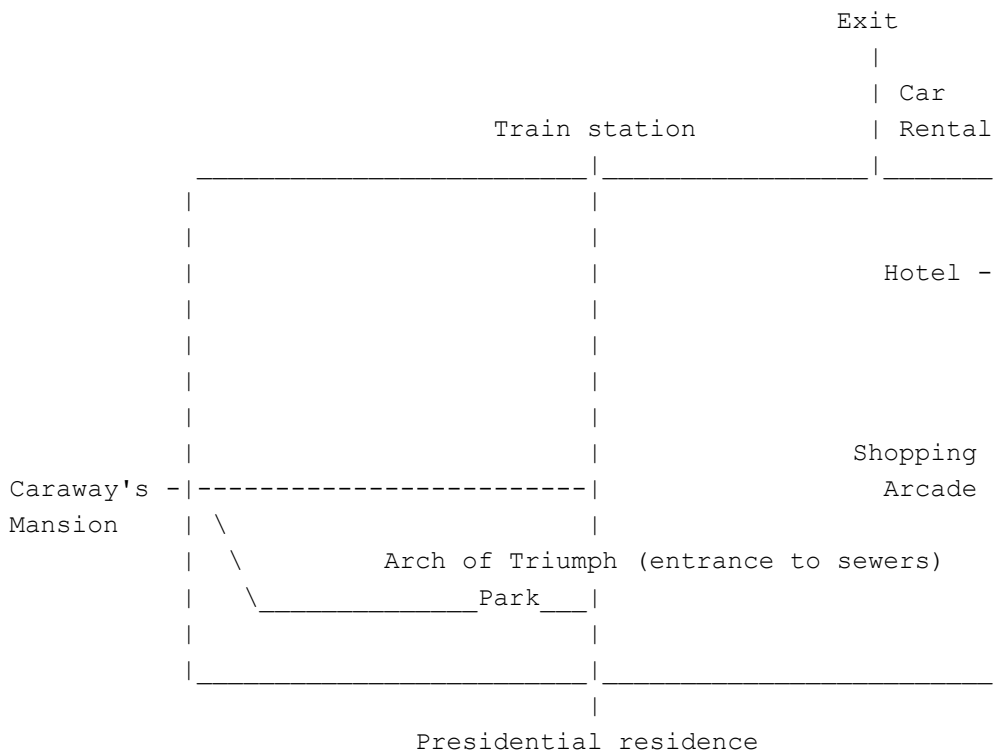 Exit
Car
Train station Rental
Hotel -
Shopping
Caraway's - Arcade
Mansion
Arch of Triumph (entrance to sewers)
Park
Presidential residence